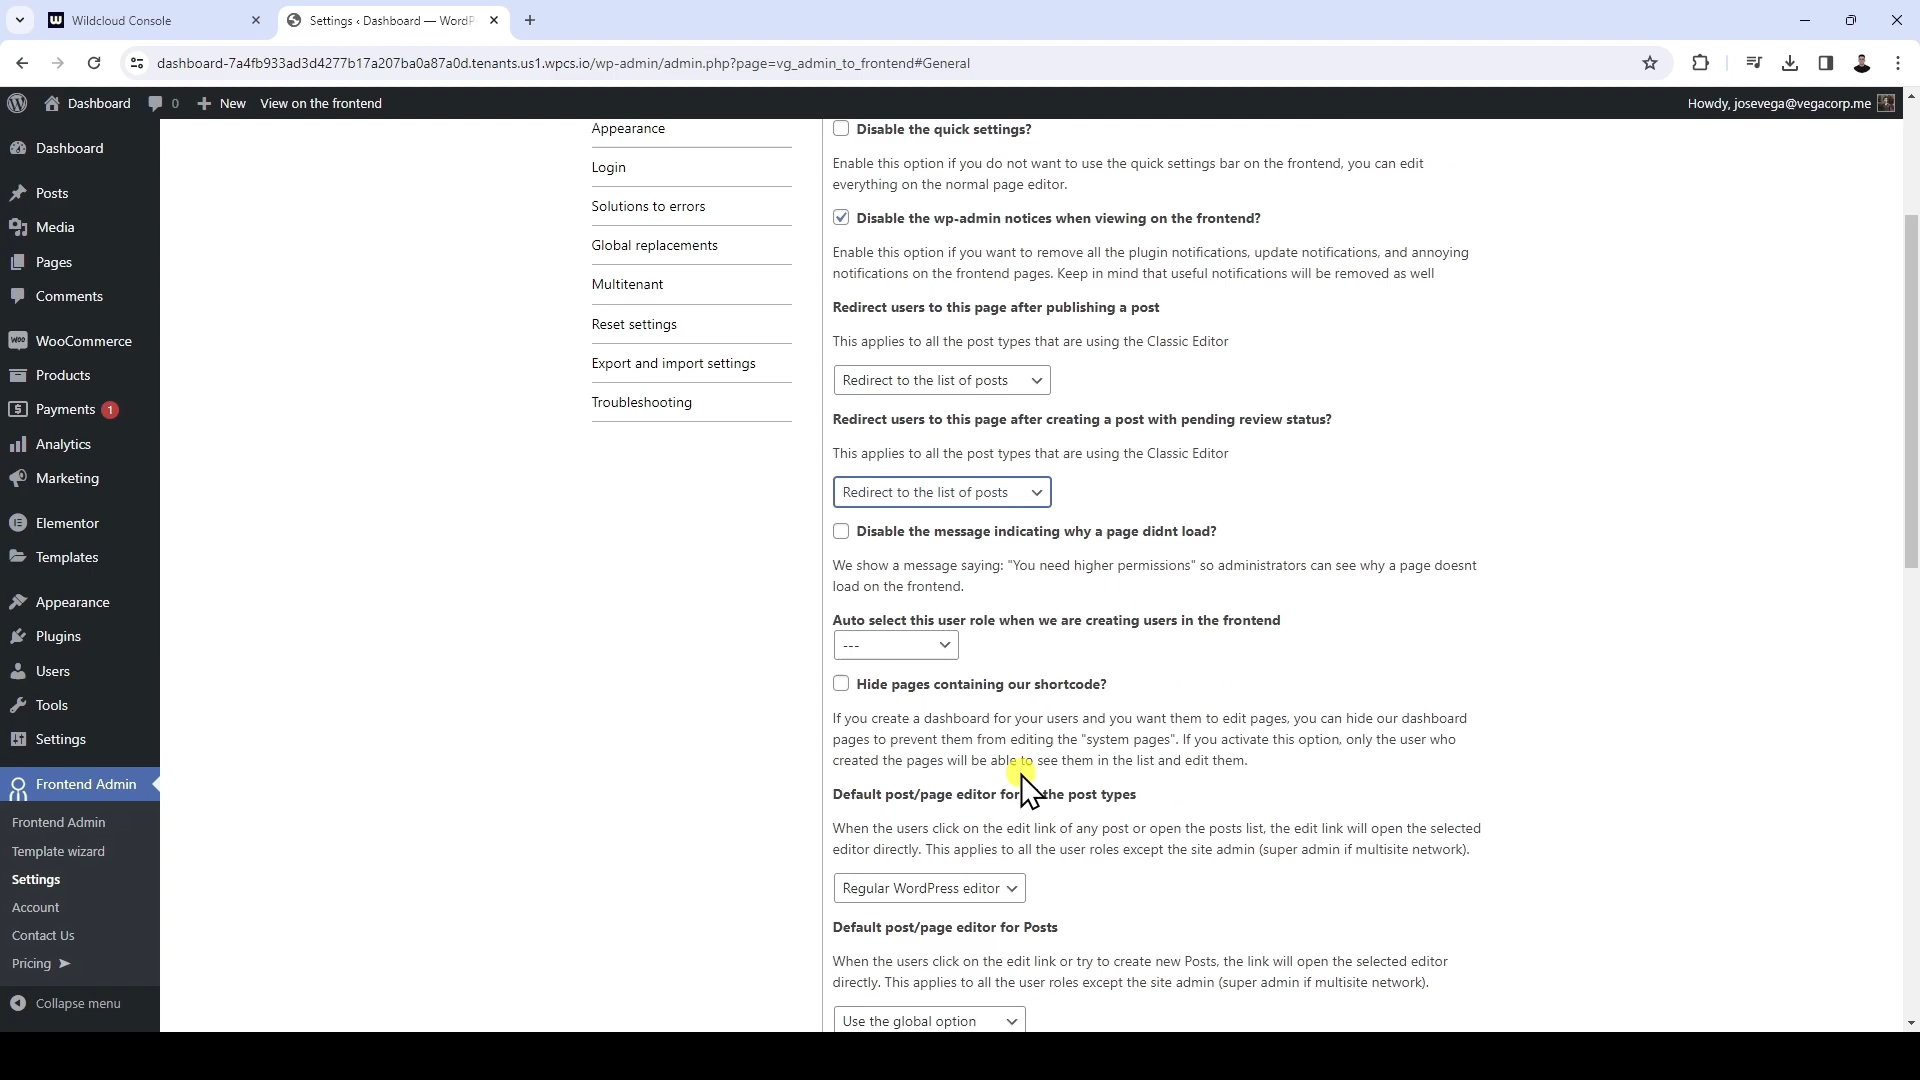 Wildcloud Console
Settings ‹ Dashboard — WordP
dashboard-7a4fb933ad3d4277b17a207ba0a87a0d.tenants.us1.wpcs.io/wp-admin/admin.php?page=vg_admin_to_frontend#General
Dashboard
0
New
View on the frontend
Howdy, josevega@vegacorp.me
Dashboard
Posts
Media
Pages
Comments
WooCommerce
Products
Payments 1
Analytics
Marketing
Elementor
Templates
Appearance
Plugins
Users
Tools
Settings
Frontend Admin
Frontend Admin
Template wizard
Settings
Account
Contact Us
Pricing ➤
Collapse menu
Appearance
Login
Solutions to errors
Global replacements
Multitenant
Reset settings
Export and import settings
Troubleshooting
Disable the quick settings?
Enable this option if you do not want to use the quick settings bar on the frontend, you can edit
everything on the normal page editor.
Disable the wp-admin notices when viewing on the frontend?
Enable this option if you want to remove all the plugin notifications, update notifications, and annoying
notifications on the frontend pages. Keep in mind that useful notifications will be removed as well
Redirect users to this page after publishing a post
This applies to all the post types that are using the Classic Editor
Redirect to the list of posts
Redirect users to this page after creating a post with pending review status?
This applies to all the post types that are using the Classic Editor
Redirect to the list of posts
Disable the message indicating why a page didnt load?
We show a message saying: "You need higher permissions" so administrators can see why a page doesnt
load on the frontend.
Auto select this user role when we are creating users in the frontend
---
Hide pages containing our shortcode?
If you create a dashboard for your users and you want them to edit pages, you can hide our dashboard
pages to prevent them from editing the "system pages". If you activate this option, only the user who
created the pages will be able to see them in the list and edit them.
Default post/page editor for the post types
When the users click on the edit link of any post or open the posts list, the edit link will open the selected
editor directly. This applies to all the user roles except the site admin (super admin if multisite network).
Regular WordPress editor
Default post/page editor for Posts
When the users click on the edit link or try to create new Posts, the link will open the selected editor
directly. This applies to all the user roles except the site admin (super admin if multisite network).
Use the global option